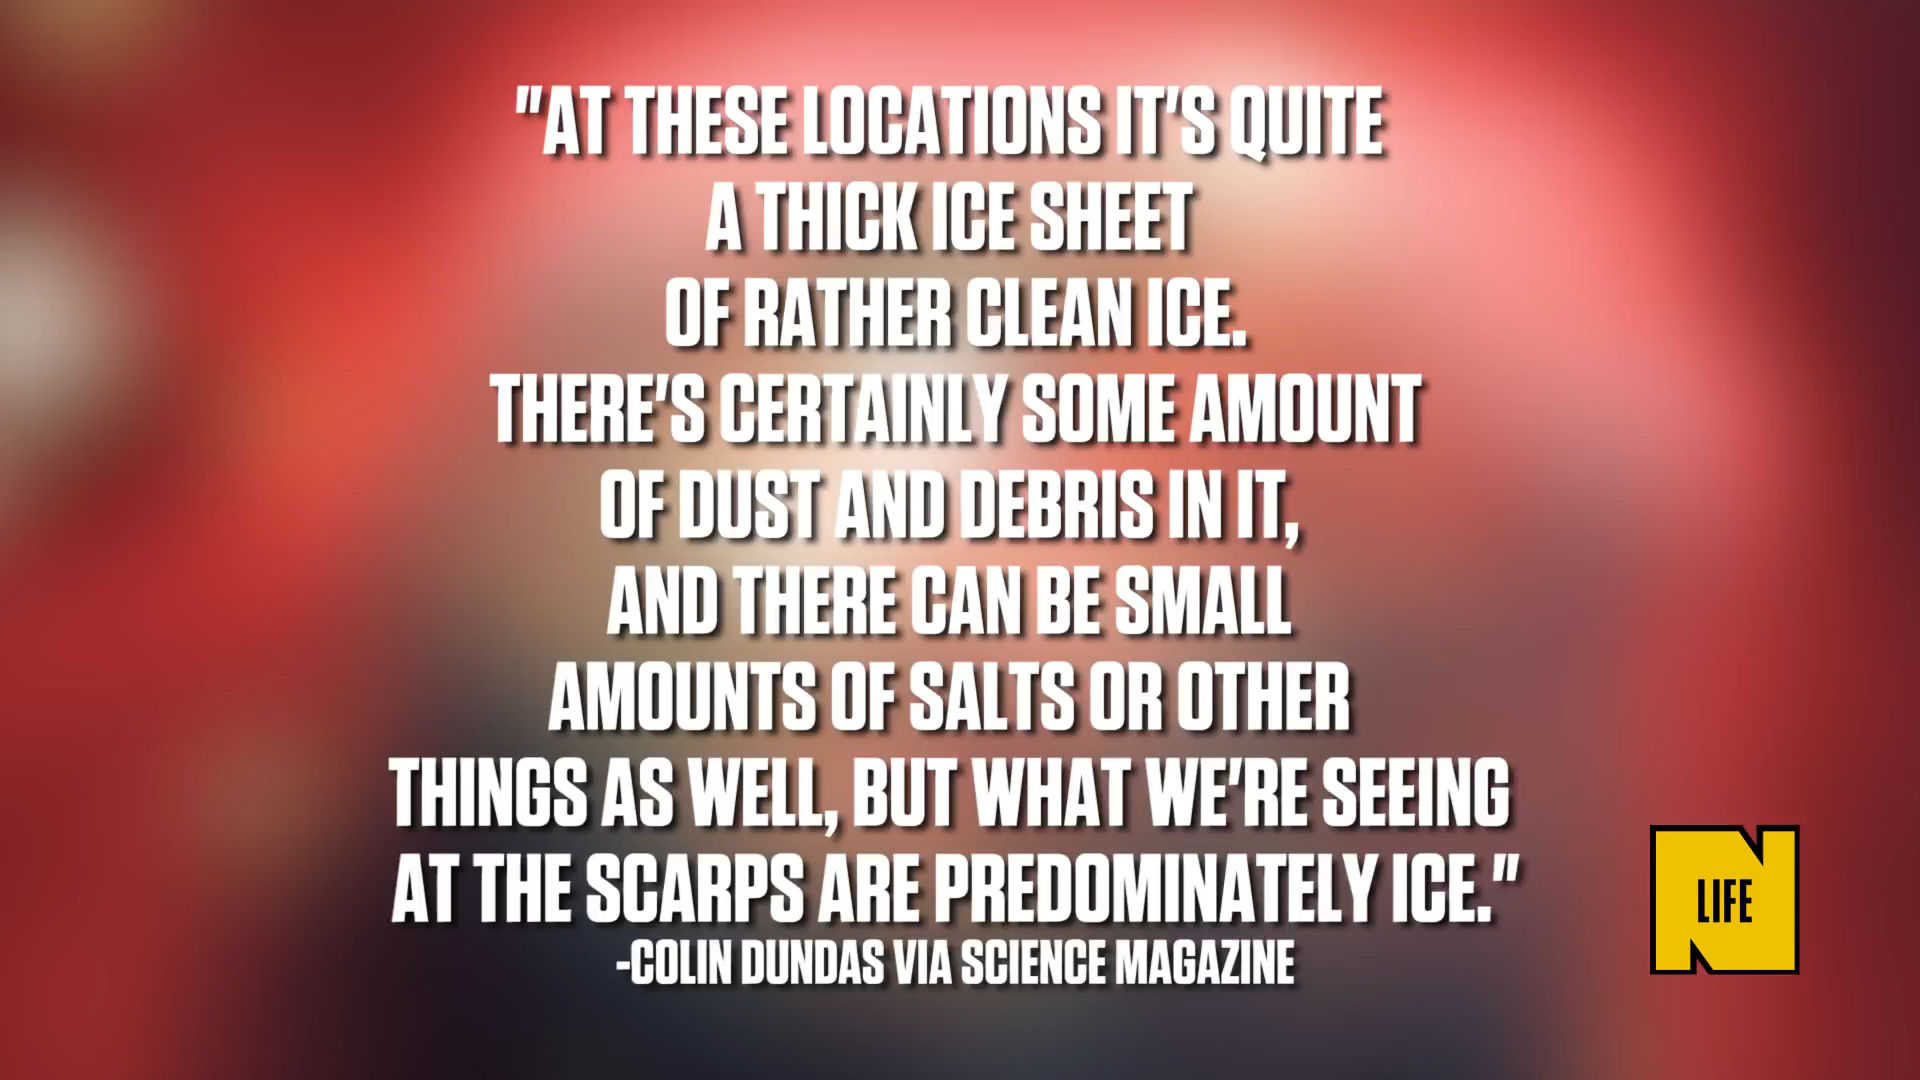 "AT THESE LOCATIONS IT'S QUITE
A THICK ICE SHEET
OF RATHER CLEAN ICE.
THERE'S CERTAINLY SOME AMOUNT
OF DUST AND DEBRIS IN IT,
AND THERE CAN BE SMALL
AMOUNTS OF SALTS OR OTHER
THINGS AS WELL, BUT WHAT WE'RE SEEING
AT THE SCARPS ARE PREDOMINATELY ICE."
-COLIN DUNDAS VIA SCIENCE MAGAZINE
LIFE